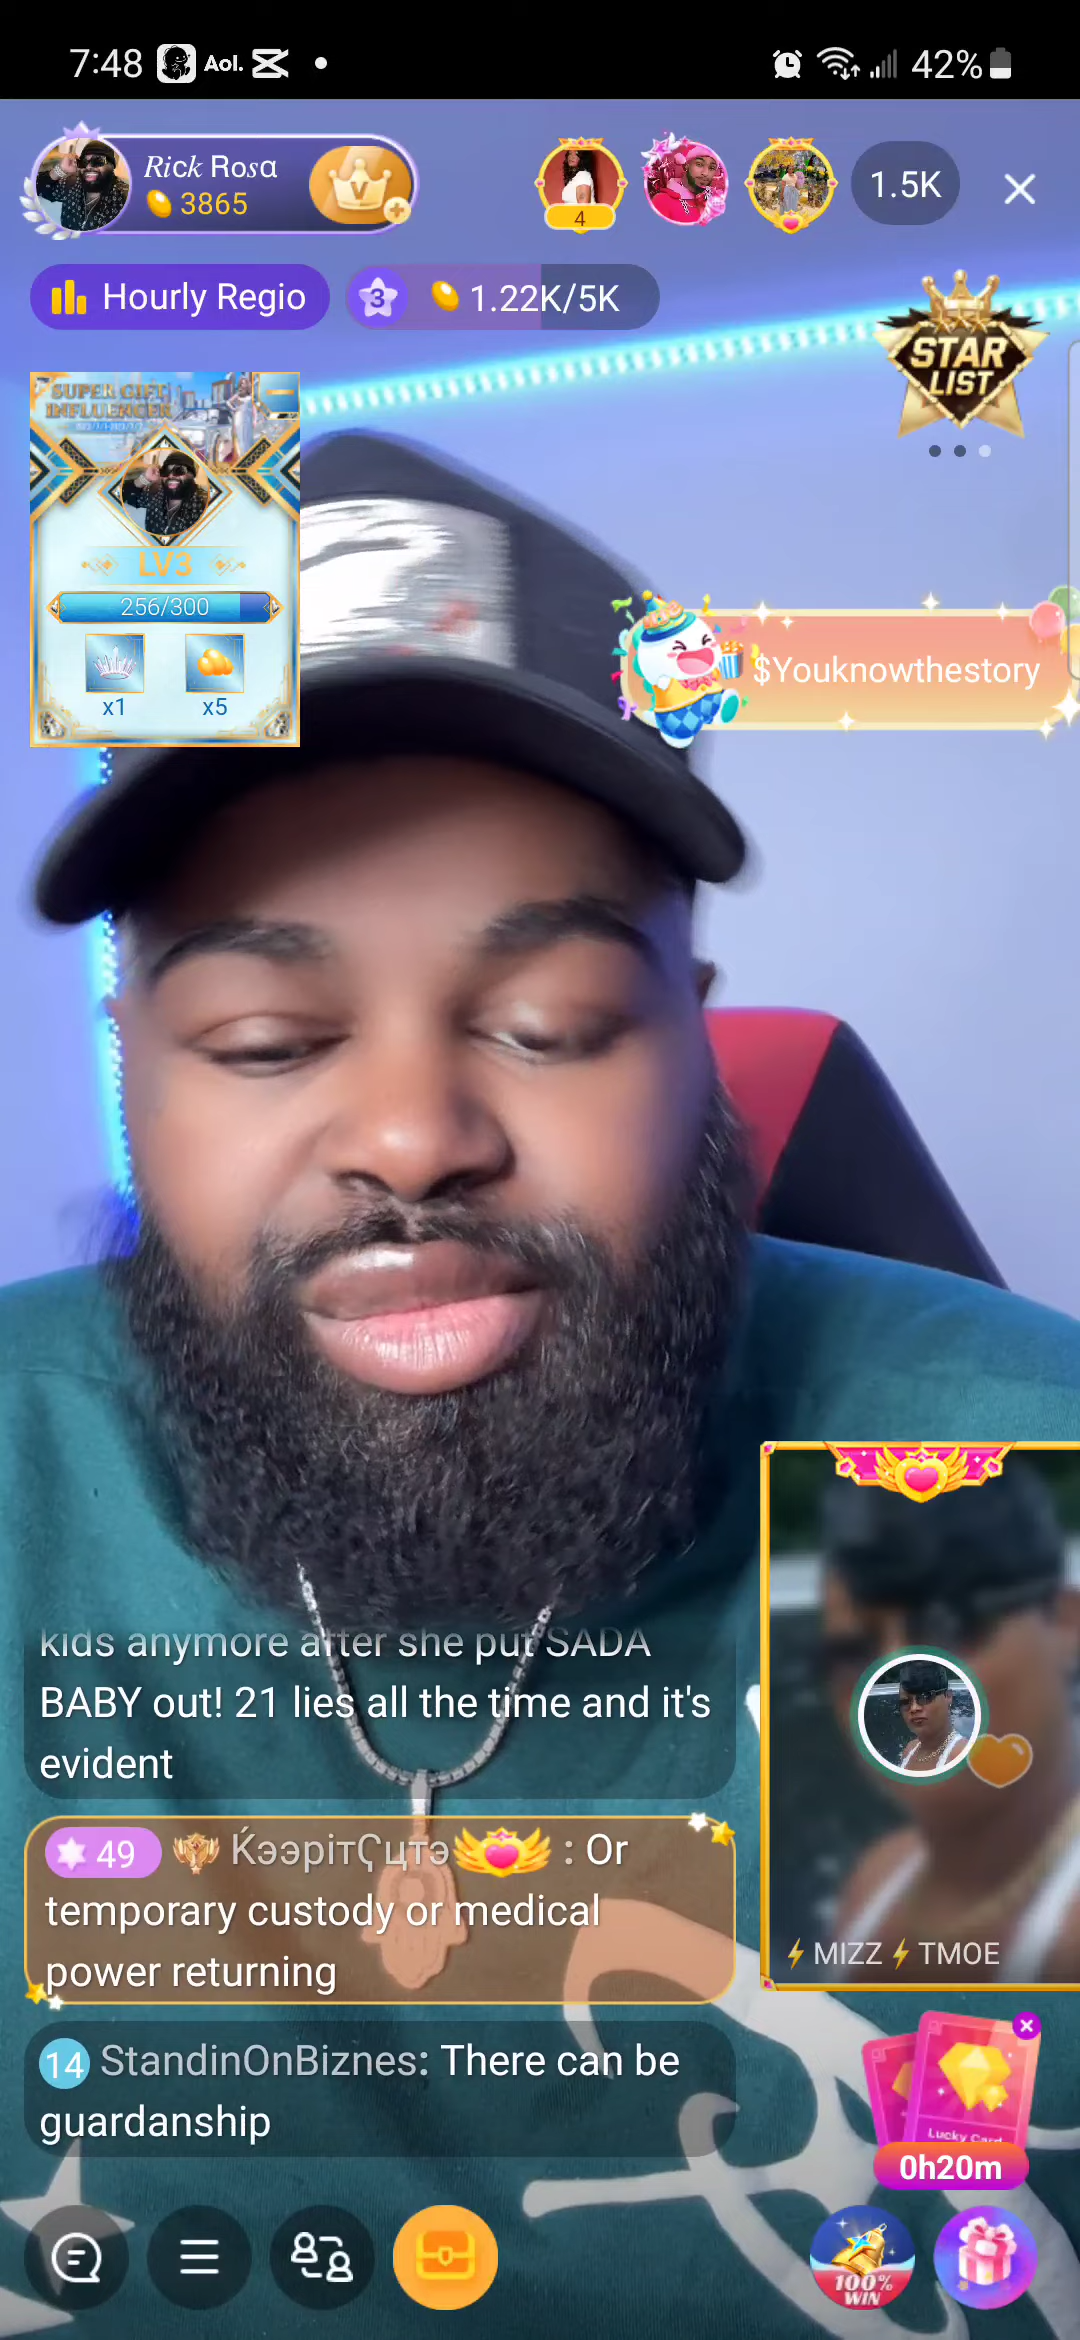 7:48 Aol. 42%
Rick Rosa
3865
V
4
1.5K
Hourly Regio
3 1.22K/5K
STAR
LIST
SUPER GIFT
INFLUENCER
LV3
256/300
x1 x5
$Youknowthestory
kids anymore after she put SADA
BABY out! 21 lies all the time and it's
evident
49 ЌээрітҪцтэ : Or
temporary custody or medical
power returning
⚡ MIZZ ⚡ TMOE
14 StandinOnBiznes: There can be
guardanship
Lucky Card
0h20m
100%
WIN